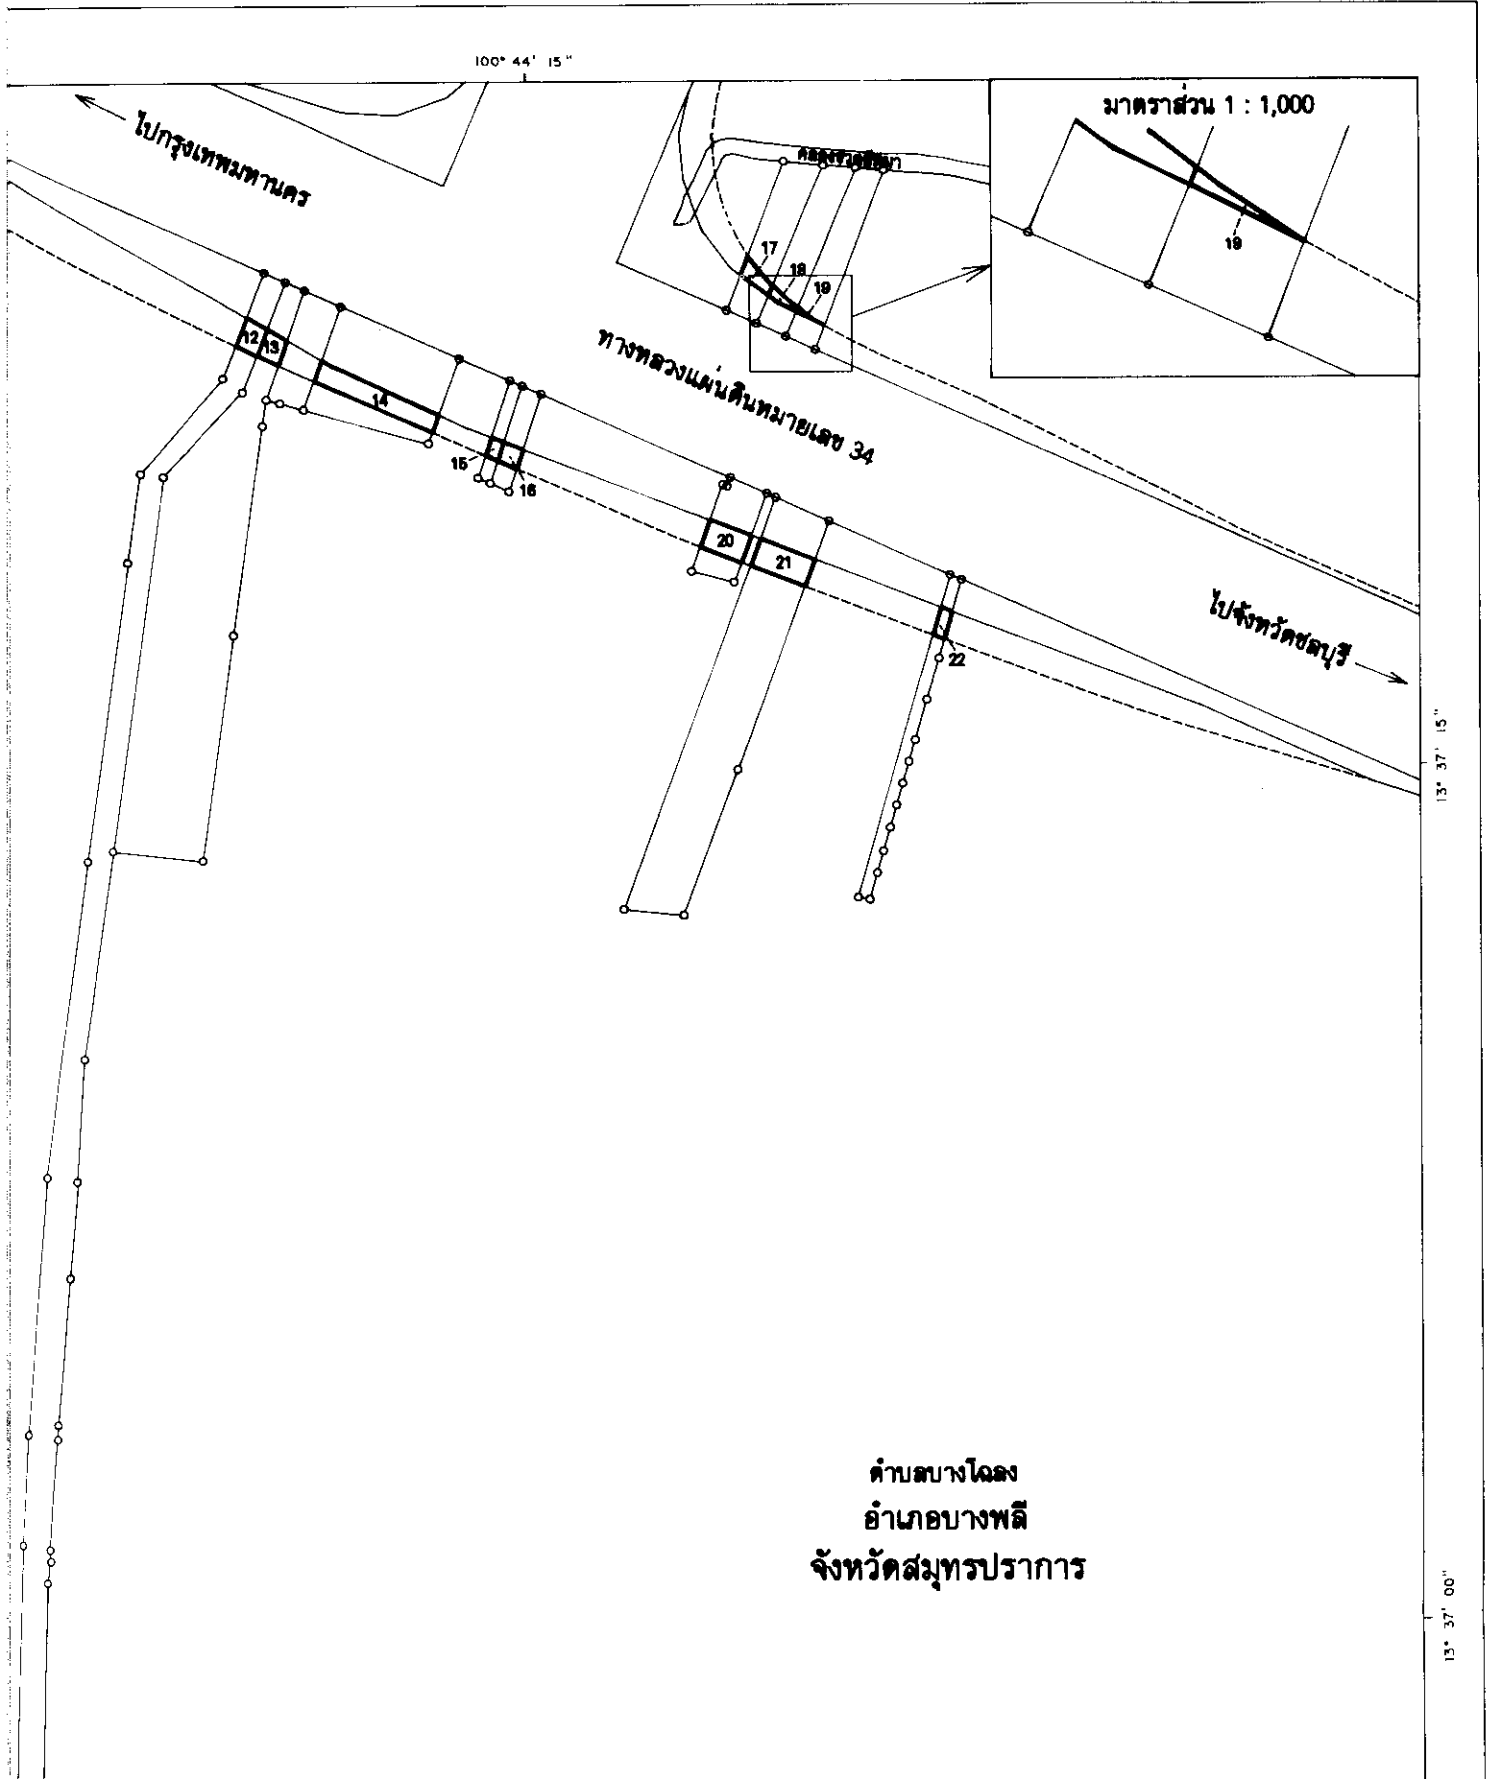 100° 44' 15"
มาตราส่วน 1 : 1,000
19
ไปกรุงเทพมหานคร
17
18
19
ทางหลวงแผ่นดินหมายเลข 34
12
13
14
15
16
20
21
22
ไปจังหวัดชลบุรี
13° 37' 15"
ตำบลบางโฉลง
อำเภอบางพลี
จังหวัดสมุทรปราการ
13° 37' 00"